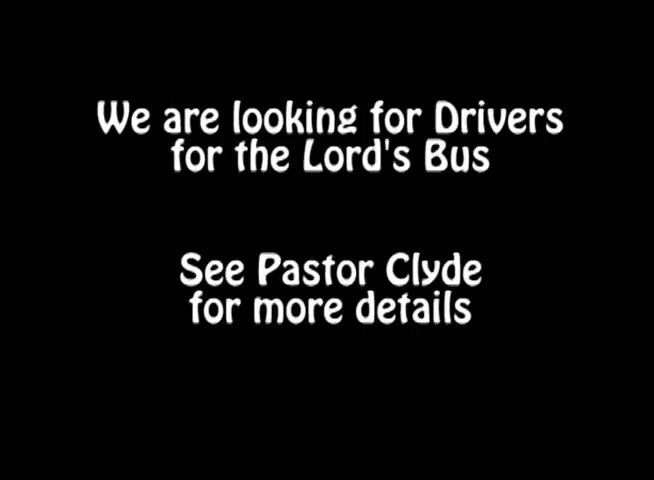 We are looking for Drivers
for the Lord's Bus
See Pastor Clyde
for more details